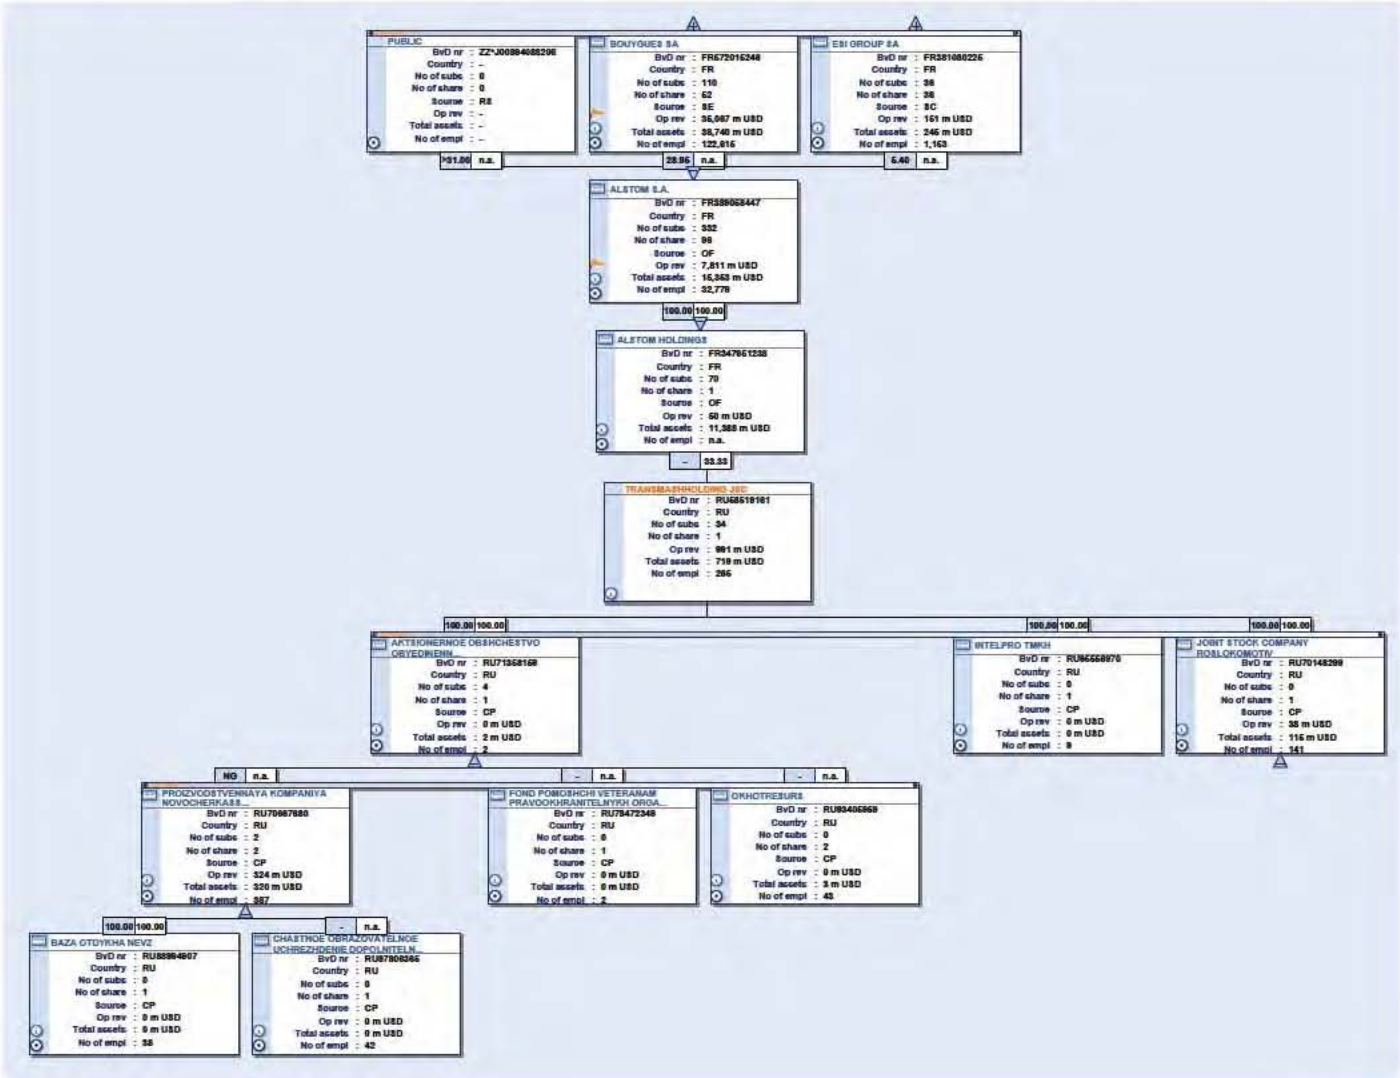 PUBLIC
BvD nr : ZZ*J00894088206
Country : -
No of subs : 0
No of share : 0
Source : RS
Op rev : -
Total assets : -
No of empl : -
BOUYGUES SA
BvD nr : FR572015246
Country : FR
No of subs : 110
No of share : 52
Source : SE
Op rev : 35,087 m USD
Total assets : 38,740 m USD
No of empl : 122,615
ESI GROUP SA
BvD nr : FR381080225
Country : FR
No of subs : 36
No of share : 36
Source : SC
Op rev : 151 m USD
Total assets : 245 m USD
No of empl : 1,153
>31.00 n.a.
28.86 n.a.
5.40 n.a.
ALSTOM S.A.
BvD nr : FR389058447
Country : FR
No of subs : 332
No of share : 98
Source : OF
Op rev : 7,811 m USD
Total assets : 15,353 m USD
No of empl : 32,779
100.00 100.00
ALSTOM HOLDINGS
BvD nr : FR347951238
Country : FR
No of subs : 70
No of share : 1
Source : OF
Op rev : 50 m USD
Total assets : 11,388 m USD
No of empl : n.a.
- 33.33
TRANSMASHHOLDING JSC
BvD nr : RU58519161
Country : RU
No of subs : 34
No of share : 1
Op rev : 991 m USD
Total assets : 719 m USD
No of empl : 285
100.00 100.00
100.00 100.00
100.00 100.00
AKTSIONERNOE OBSHCHESTVO
OBYEDINENN...
BvD nr : RU71358159
Country : RU
No of subs : 4
No of share : 1
Source : CP
Op rev : 0 m USD
Total assets : 2 m USD
No of empl : 2
INTELPRO TMKH
BvD nr : RU95558970
Country : RU
No of subs : 0
No of share : 1
Source : CP
Op rev : 0 m USD
Total assets : 0 m USD
No of empl : 9
JOINT STOCK COMPANY
ROSLOKOMOTIV
BvD nr : RU70148299
Country : RU
No of subs : 0
No of share : 1
Source : CP
Op rev : 38 m USD
Total assets : 115 m USD
No of empl : 141
NG n.a.
- n.a.
- n.a.
PROIZVODSTVENNAYA KOMPANIYA
NOVOCHERKASS...
BvD nr : RU70667680
Country : RU
No of subs : 2
No of share : 2
Source : CP
Op rev : 324 m USD
Total assets : 320 m USD
No of empl : 387
FOND POMOSHCHI VETERANAM
PRAVOOKHRANITELNYKH ORGA...
BvD nr : RU78472348
Country : RU
No of subs : 0
No of share : 1
Source : CP
Op rev : 0 m USD
Total assets : 0 m USD
No of empl : 2
OKHOTRESURS
BvD nr : RU93405959
Country : RU
No of subs : 0
No of share : 2
Source : CP
Op rev : 0 m USD
Total assets : 3 m USD
No of empl : 43
100.00 100.00
- n.a.
BAZA OTDYKHA NEVZ
BvD nr : RU88994907
Country : RU
No of subs : 0
No of share : 1
Source : CP
Op rev : 0 m USD
Total assets : 0 m USD
No of empl : 38
CHASTNOE OBRAZOVATELNOE
UCHREZHDENIE DOPOLNITELN...
BvD nr : RU97806365
Country : RU
No of subs : 0
No of share : 1
Source : CP
Op rev : 0 m USD
Total assets : 0 m USD
No of empl : 42